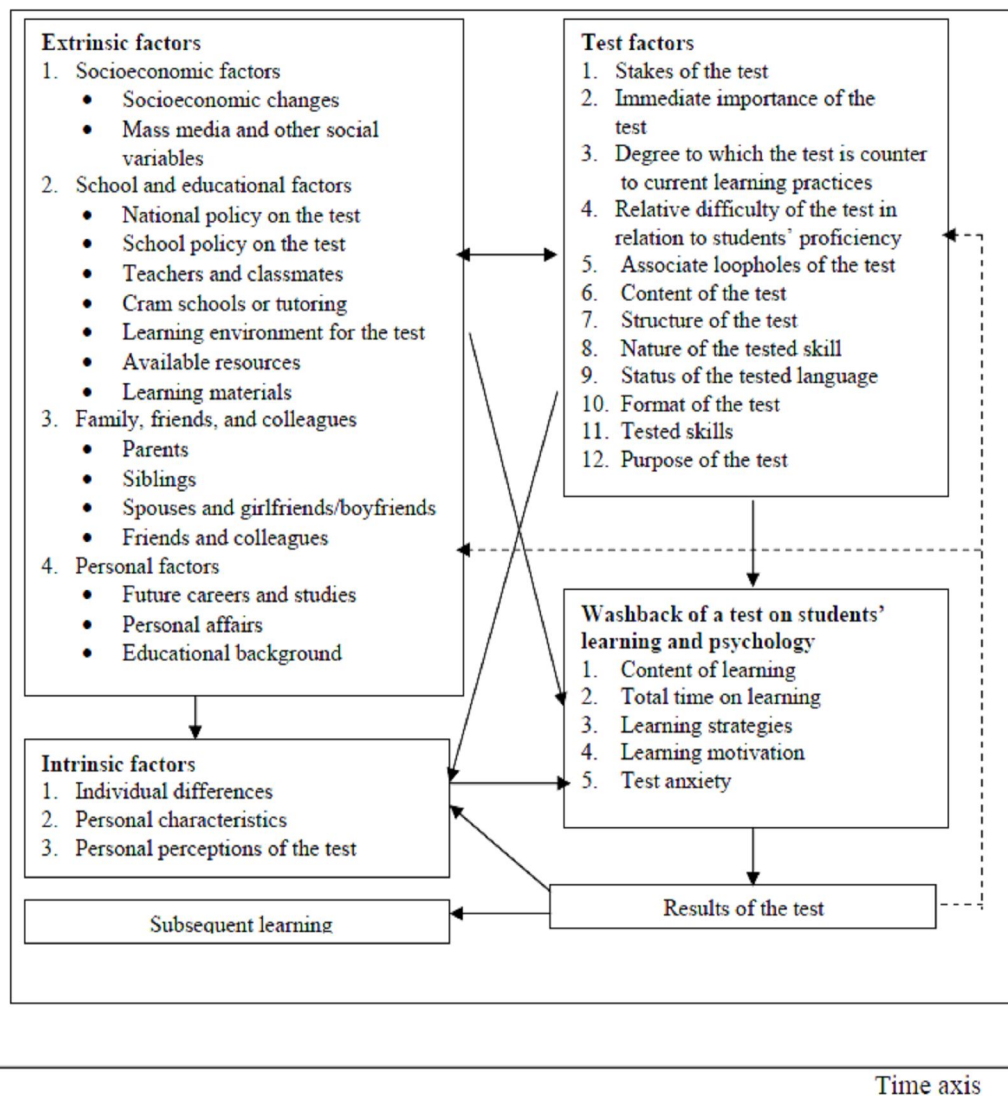 Extrinsic factors
1. Socioeconomic factors
• Socioeconomic changes
• Mass media and other social
variables
2. School and educational factors
• National policy on the test
• School policy on the test
• Teachers and classmates
• Cram schools or tutoring
• Learning environment for the test
• Available resources
• Learning materials
3. Family, friends, and colleagues
• Parents
• Siblings
• Spouses and girlfriends/boyfriends
• Friends and colleagues
4. Personal factors
• Future careers and studies
• Personal affairs
• Educational background
Test factors
1. Stakes of the test
2. Immediate importance of the
test
3. Degree to which the test is counter
to current learning practices
4. Relative difficulty of the test in
relation to students’ proficiency
5. Associate loopholes of the test
6. Content of the test
7. Structure of the test
8. Nature of the tested skill
9. Status of the tested language
10. Format of the test
11. Tested skills
12. Purpose of the test
Washback of a test on students’
learning and psychology
1. Content of learning
2. Total time on learning
3. Learning strategies
4. Learning motivation
5. Test anxiety
Intrinsic factors
1. Individual differences
2. Personal characteristics
3. Personal perceptions of the test
Results of the test
Subsequent learning
Time axis